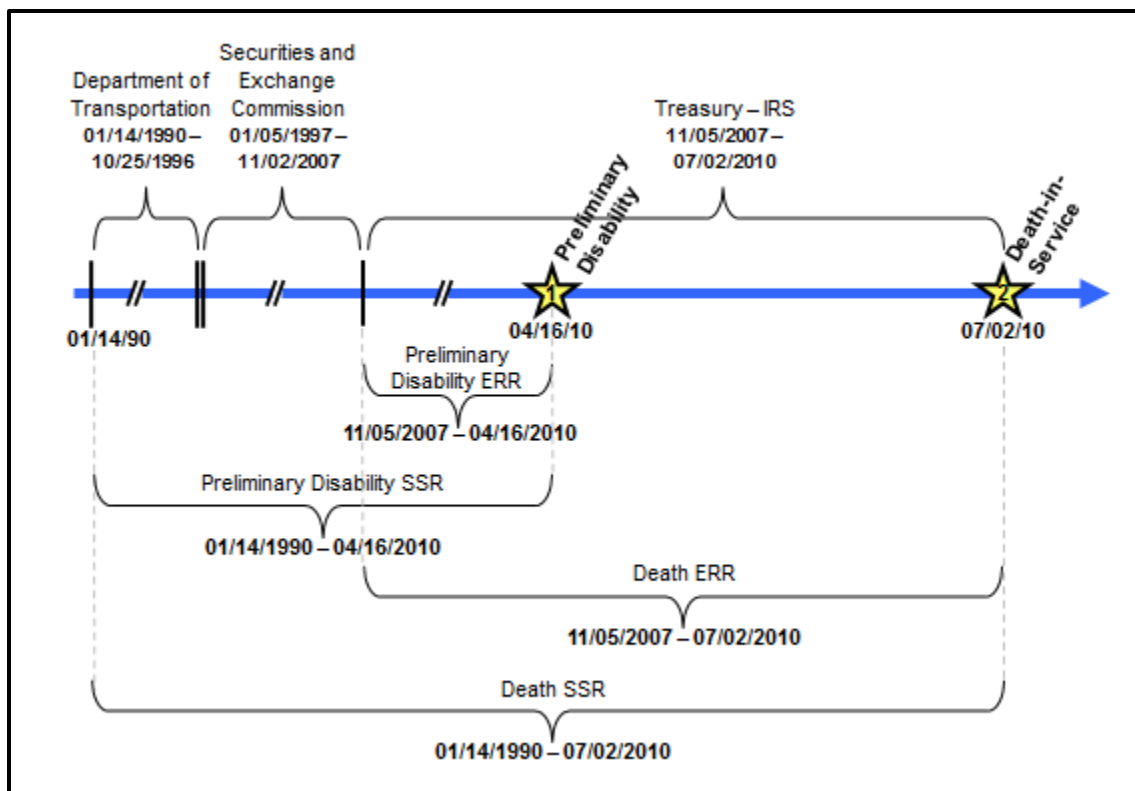 Department of
Transportation
01/14/1990 –
10/25/1996
Securities and
Exchange
Commission
01/05/1997 –
11/02/2007
Treasury – IRS
11/05/2007 –
07/02/2010
Preliminary
Disability
Death-in-
Service
1
2
01/14/90
04/16/10
07/02/10
Preliminary
Disability ERR
11/05/2007 – 04/16/2010
Preliminary Disability SSR
01/14/1990 – 04/16/2010
Death ERR
11/05/2007 – 07/02/2010
Death SSR
01/14/1990 – 07/02/2010